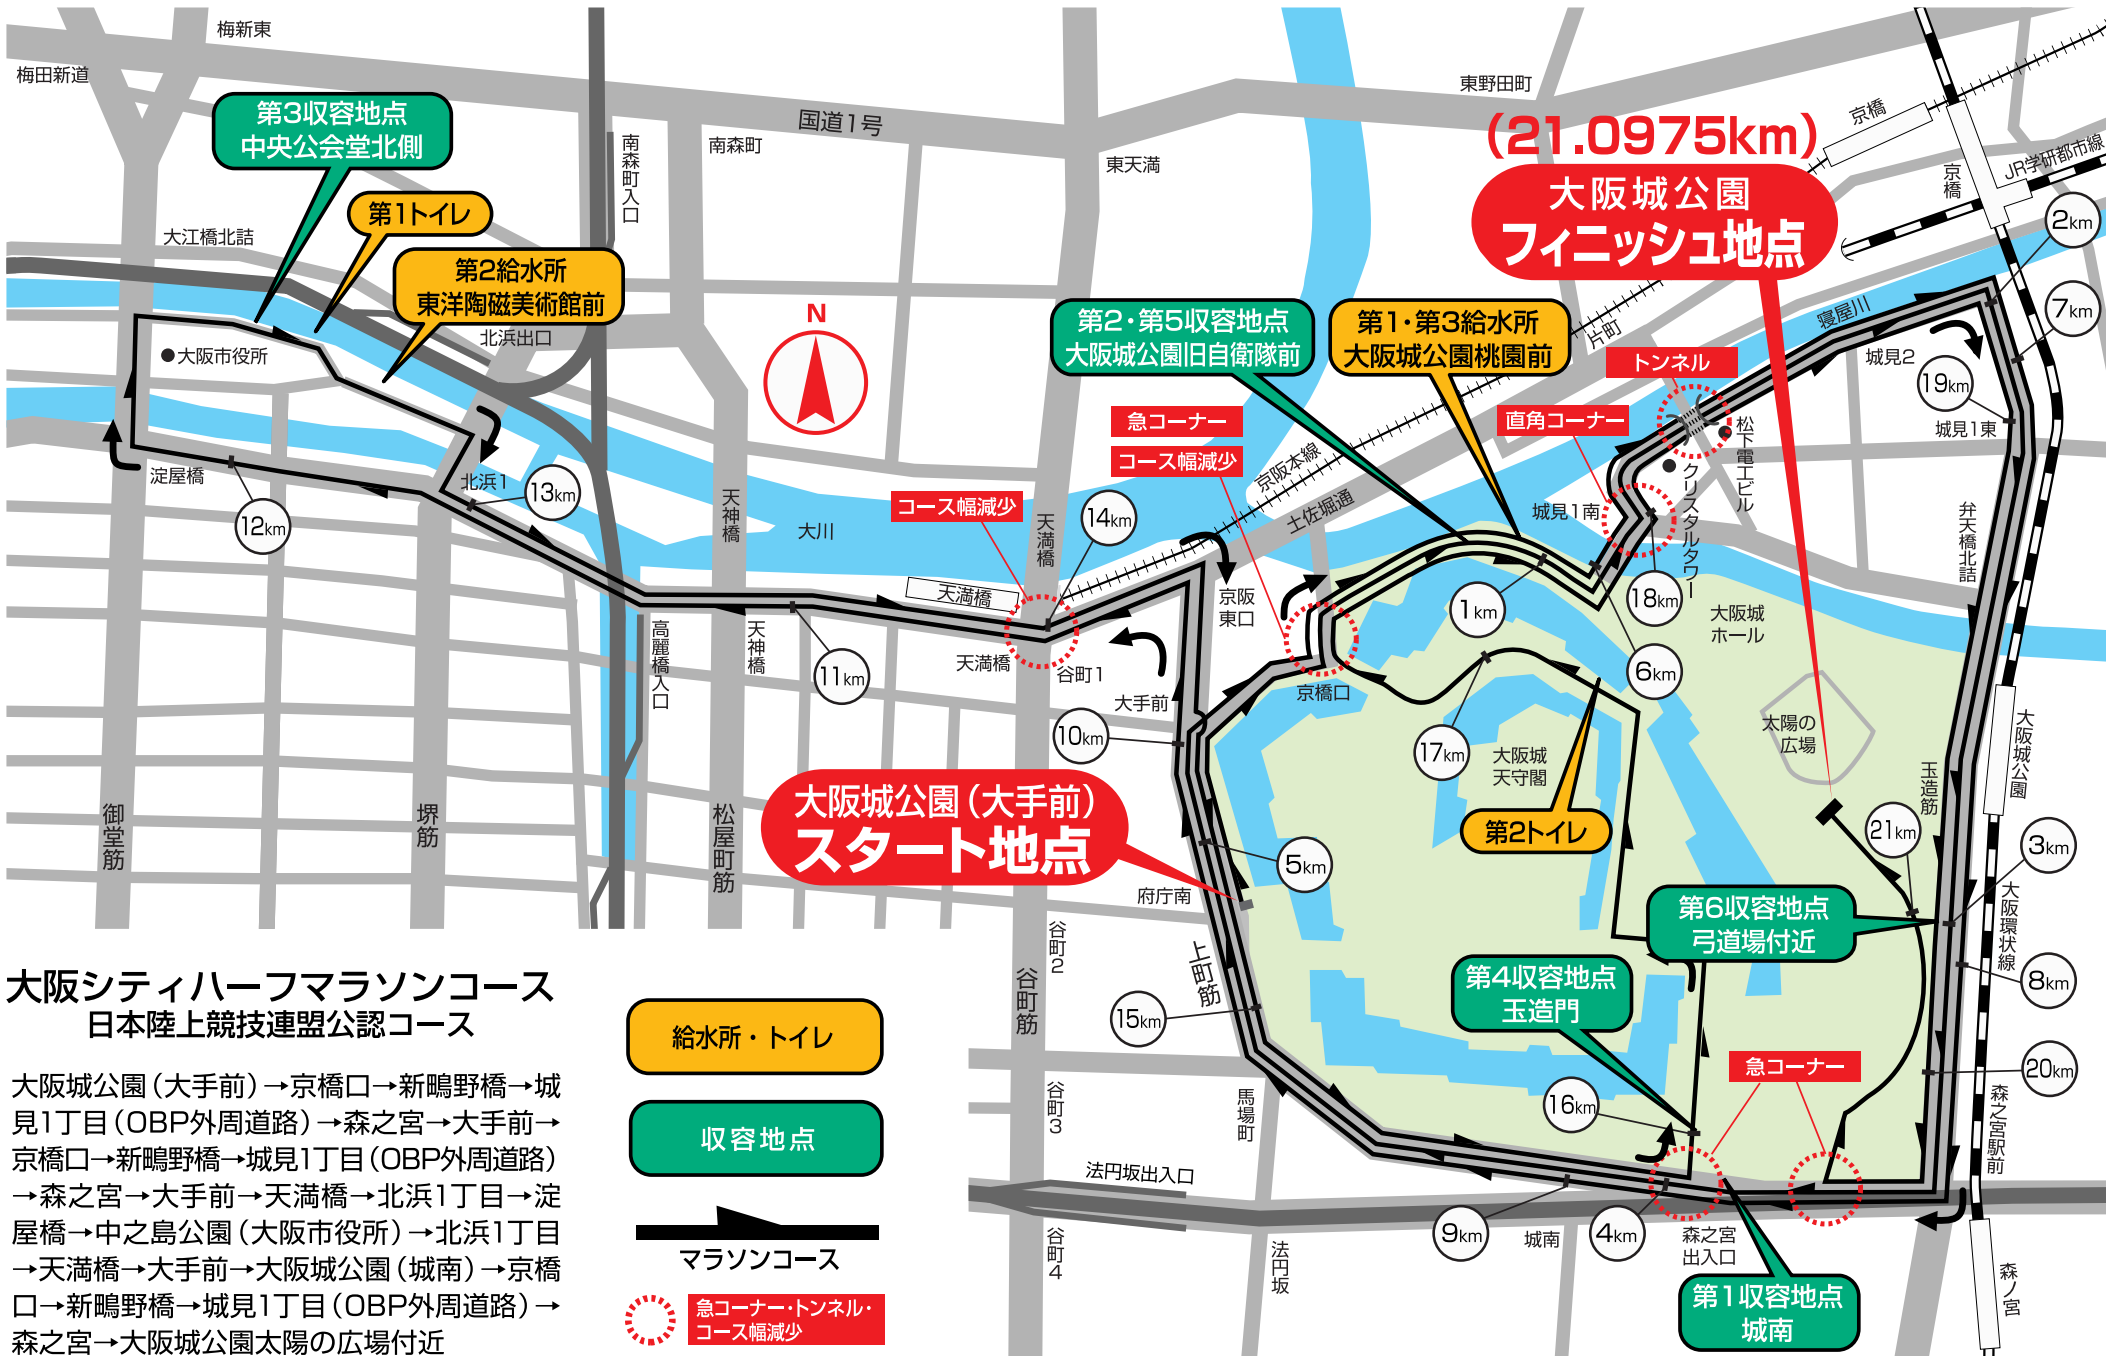 梅新東
梅田新道
第3収容地点
中央公会堂北側
第1トイレ
大江橋北詰
第2給水所
東洋陶磁美術館前
北浜出口
南森町入口
南森町
国道1号
東天満
東野田町
(21.0975km)
大阪城公園
フィニッシュ地点
京橋
京橋
JR学研都市線
2km
7km
寝屋川
片町
N
第2・第5収容地点
大阪城公園旧自衛隊前
第1・第3給水所
大阪城公園桃園前
トンネル
城見2
19km
城見1東
大阪市役所
急コーナー
コース幅減少
直角コーナー
松下電工ビル
クリスタルタワー
京阪本線
土佐堀通
城見1南
淀屋橋
12km
北浜1
13km
天神橋
大川
コース幅減少
天満橋
14km
弁天橋北詰
天満橋
京阪
東口
1km
18km
大阪城
ホール
高麗橋入口
天神橋
11km
天満橋
谷町1
大手前
京橋口
6km
10km
17km
大阪城
天守閣
太陽の
広場
大阪城公園
玉造筋
御堂筋
堺筋
松屋町筋
大阪城公園(大手前)
スタート地点
5km
第2トイレ
21km
3km
府庁南
谷町2
上町筋
谷町筋
第6収容地点
弓道場付近
大阪環状線
8km
第4収容地点
玉造門
15km
急コーナー
20km
16km
谷町3
馬場町
森之宮駅前
法円坂出入口
谷町4
法円坂
9km
城南
4km
森之宮
出入口
第1収容地点
城南
森ノ宮
大阪シティハーフマラソンコース
日本陸上競技連盟公認コース
大阪城公園(大手前)→京橋口→新鴫野橋→城
見1丁目(OBP外周道路)→森之宮→大手前→
京橋口→新鴫野橋→城見1丁目(OBP外周道路)
→森之宮→大手前→天満橋→北浜1丁目→淀
屋橋→中之島公園(大阪市役所)→北浜1丁目
→天満橋→大手前→大阪城公園(城南)→京橋
口→新鴫野橋→城見1丁目(OBP外周道路)→
森之宮→大阪城公園太陽の広場付近
給水所・トイレ
収容地点
マラソンコース
急コーナー・トンネル・
コース幅減少